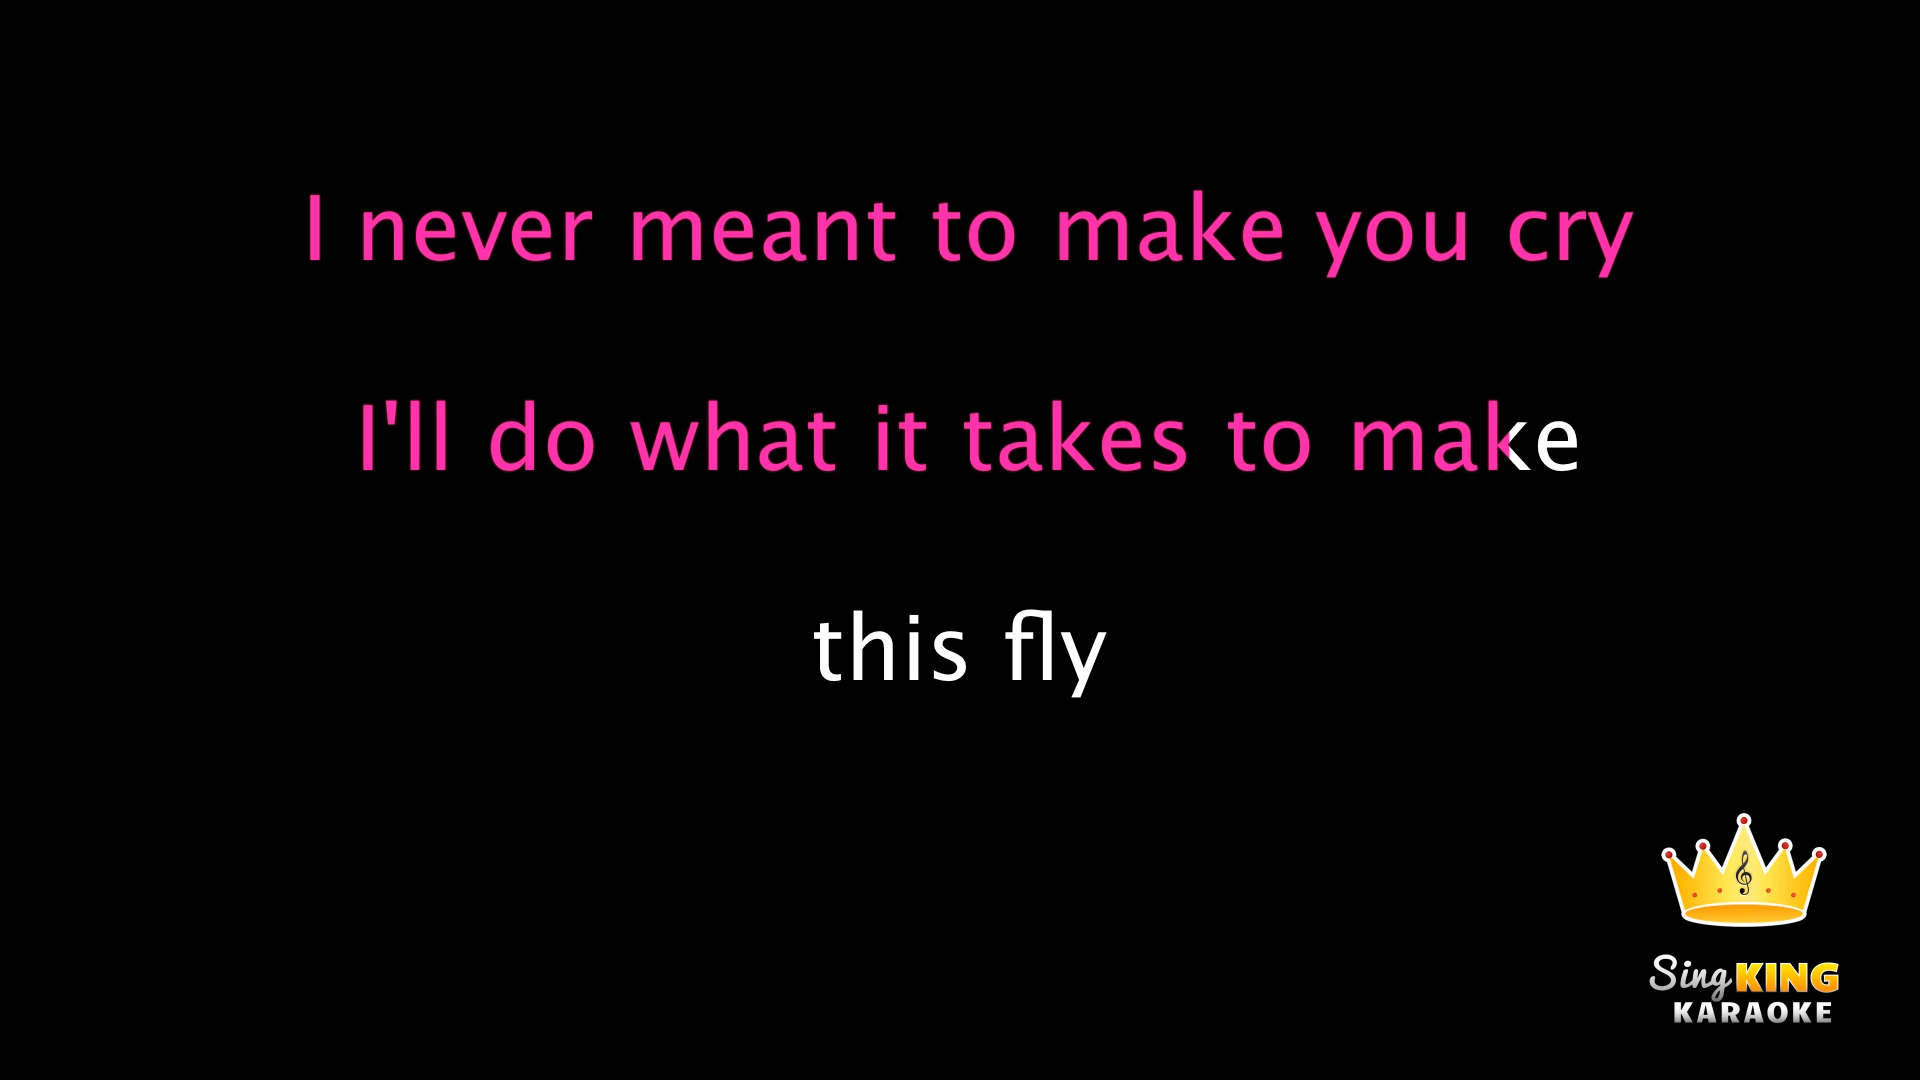 I never meant to make you cry
I'll do what it takes to make
this fly
Sing KING
KARAOKE